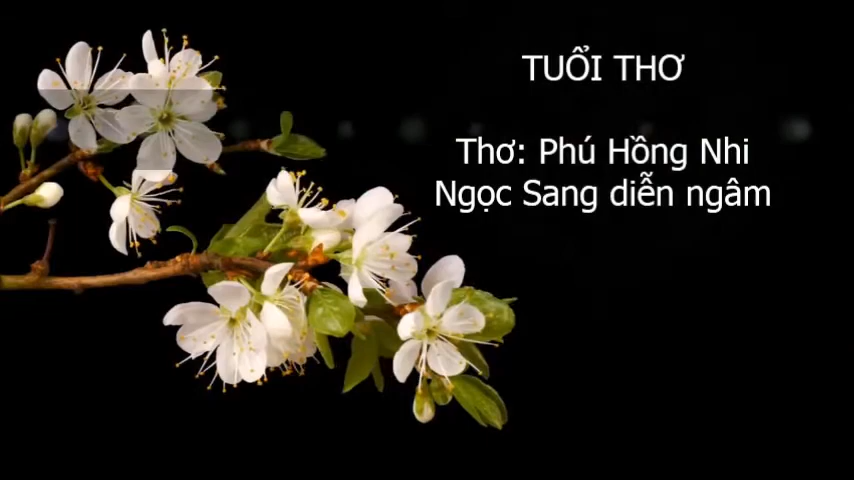 TUỔI THƠ
Thơ: Phú Hồng Nhi
Ngọc Sang diễn ngâm